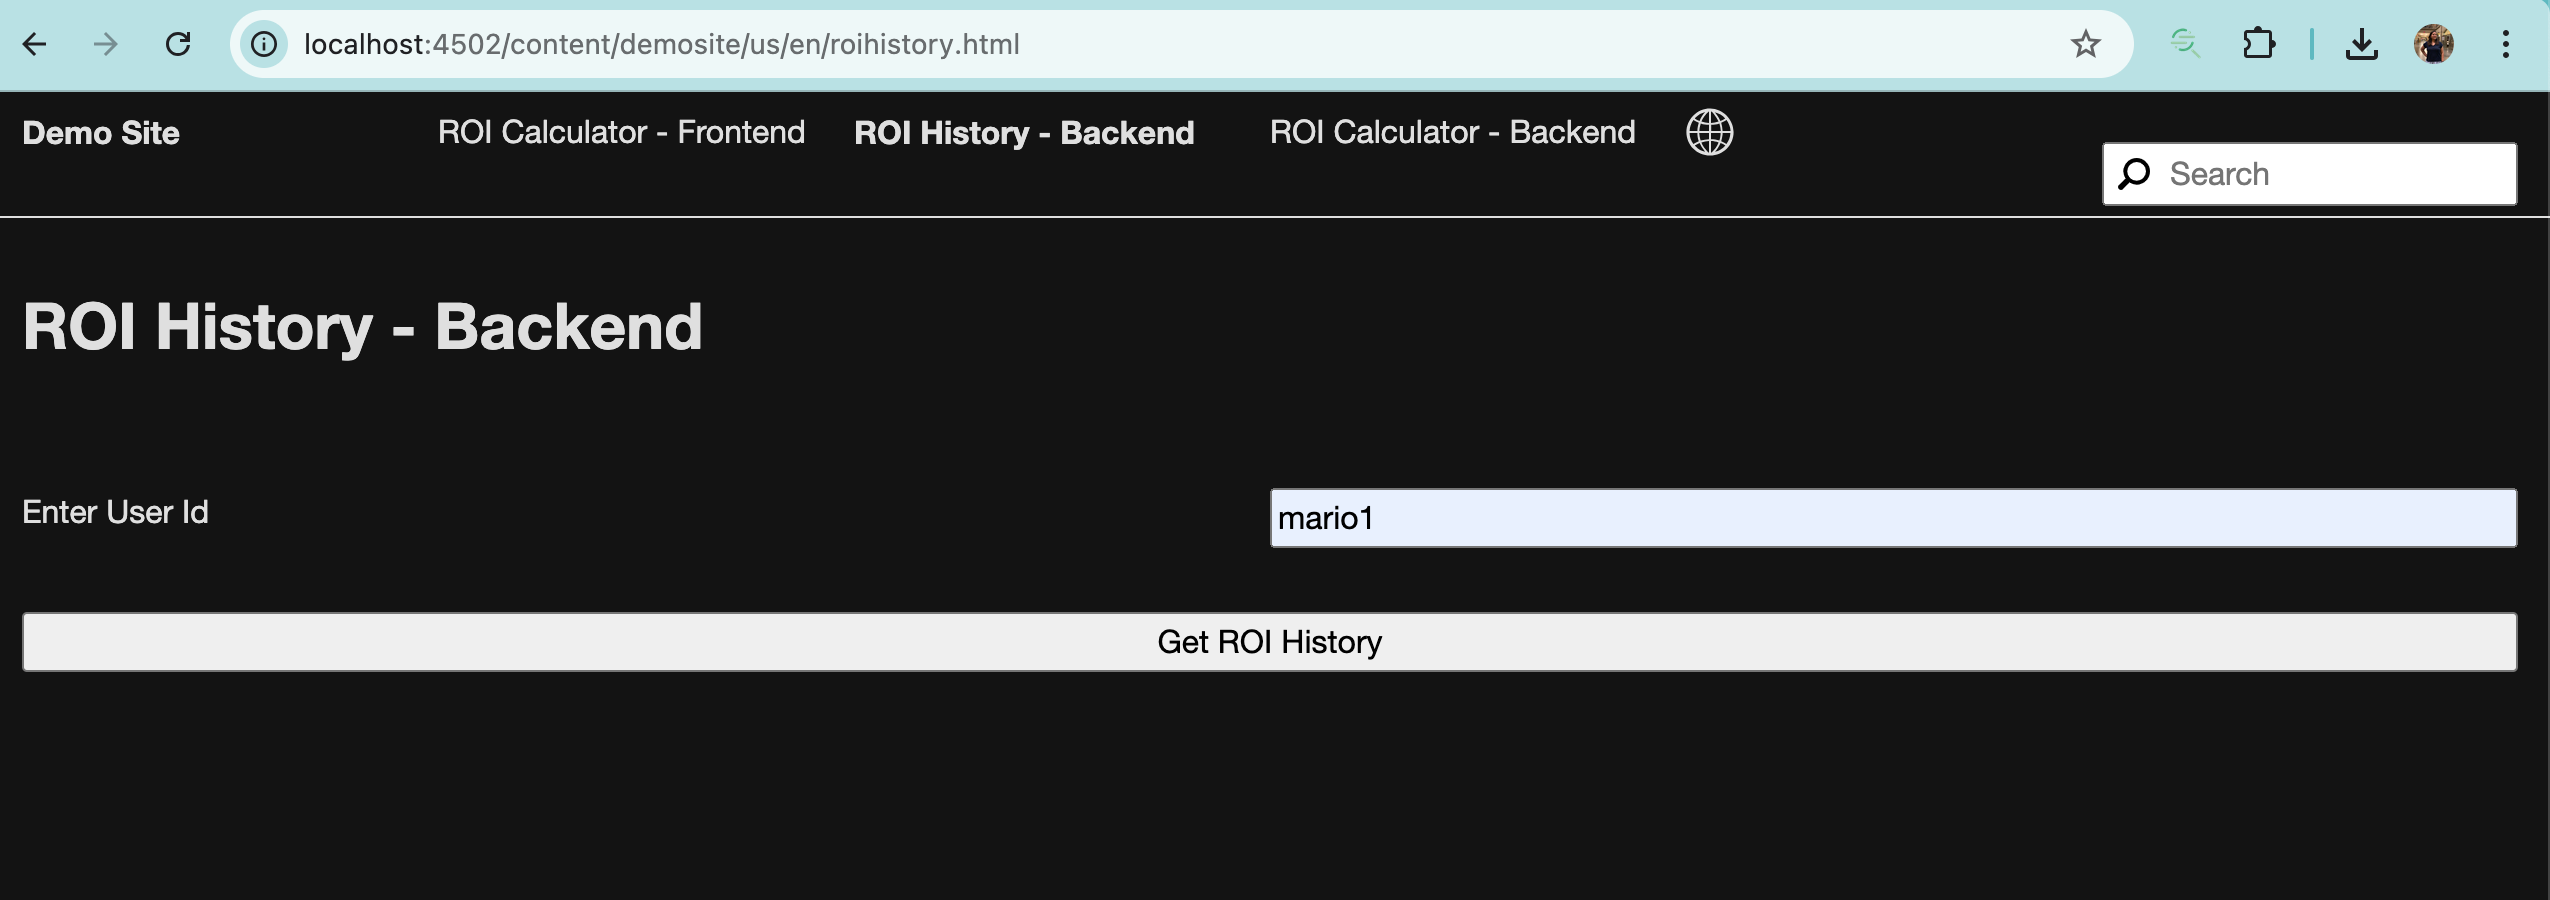 localhost:4502/content/demosite/us/en/roihistory.html
Demo Site
ROI Calculator - Frontend
ROI History - Backend
ROI Calculator - Backend
Search
ROI History - Backend
Enter User Id
mario1
Get ROI History